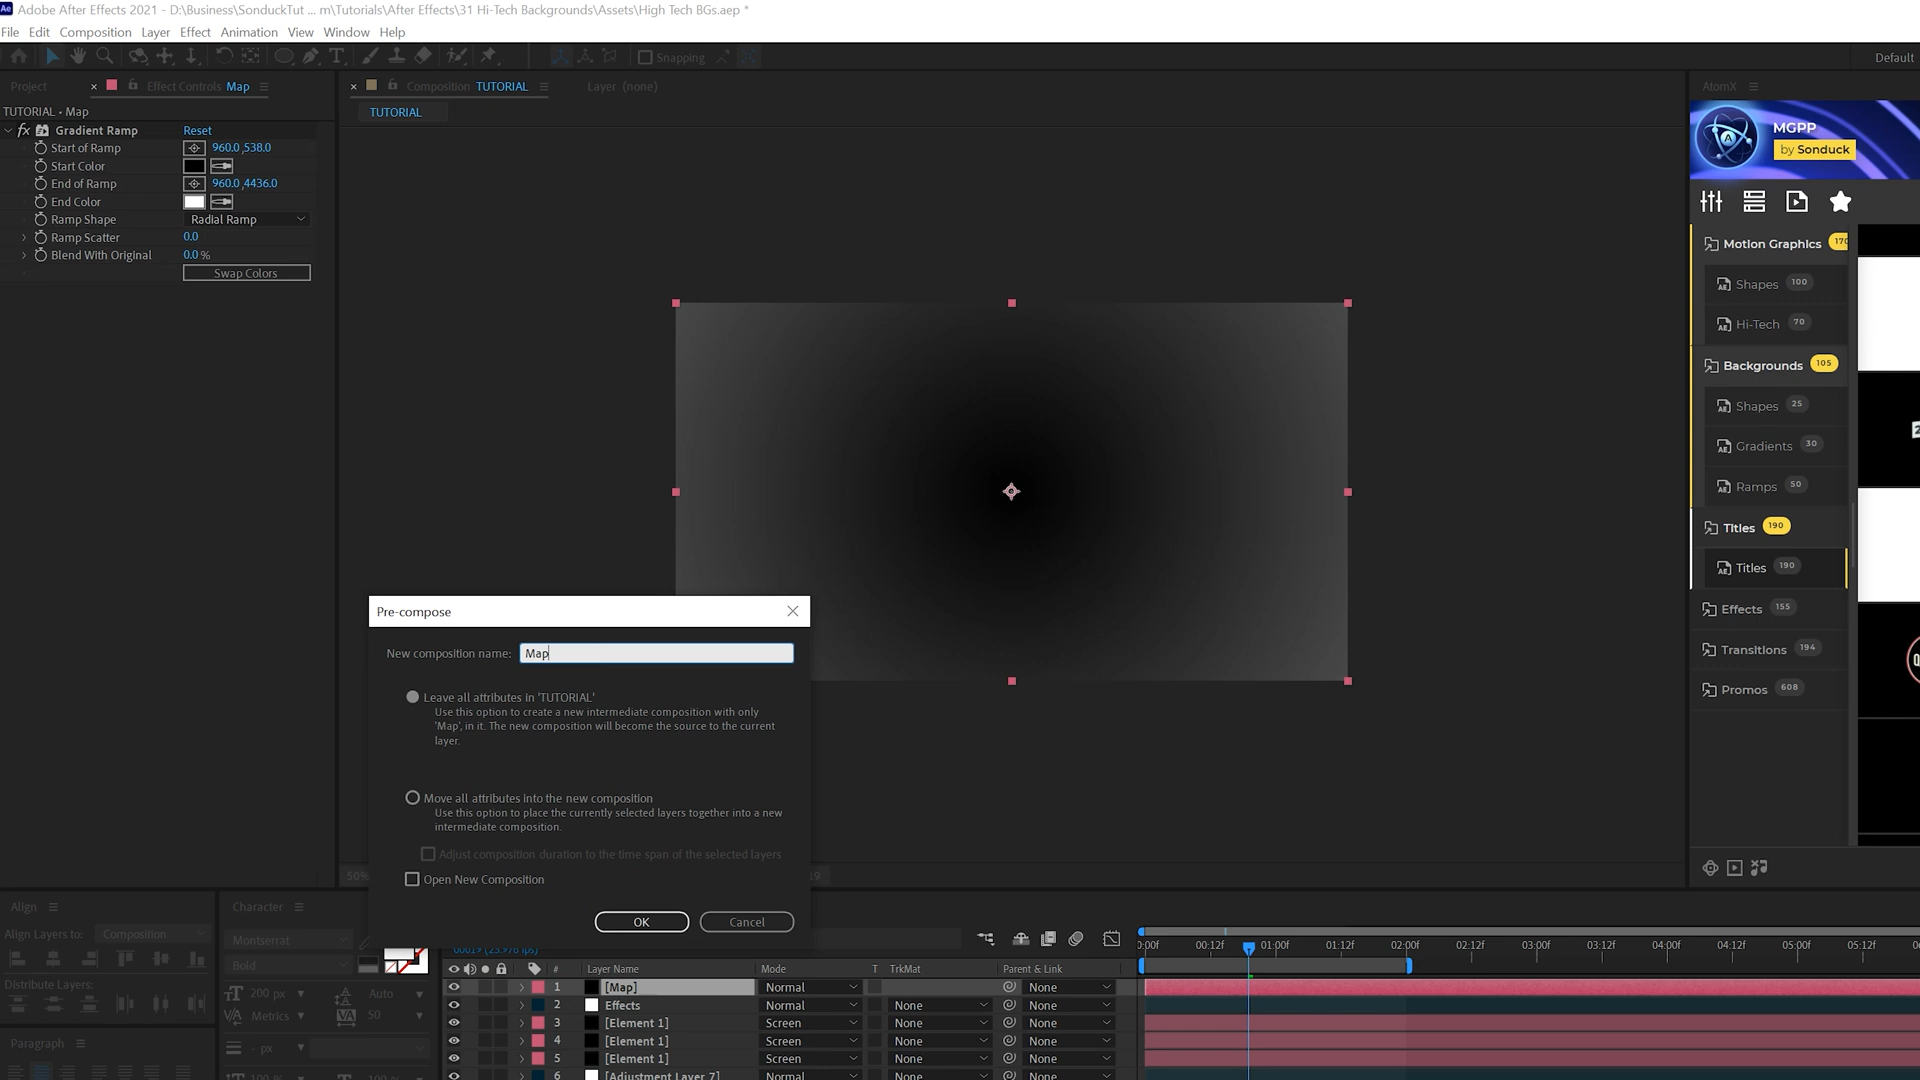 Adobe After Effects 2021 - D:\Business\SonduckTut ... m\Tutorials\After Effects\31 Hi-Tech Backgrounds\Assets\High Tech BGs.aep *
File Edit Composition Layer Effect Animation View Window Help
Snapping
Default
Project
Effect Controls Map
Composition TUTORIAL
Layer (none)
AtomX
TUTORIAL • Map
TUTORIAL
fx Gradient Ramp Reset
Start of Ramp 960.0,538.0
Start Color
End of Ramp 960.0,4436.0
End Color
Ramp Shape Radial Ramp
Ramp Scatter 0.0
Blend With Original 0.0 %
Swap Colors
MGPP
by Sonduck
Motion Graphics 170
Shapes 100
Hi-Tech 70
Backgrounds 105
Shapes 25
Gradients 30
Ramps 50
Titles 190
Titles 190
Effects 155
Transitions 194
Promos 608
Pre-compose
New composition name: Map
Leave all attributes in 'TUTORIAL'
Use this option to create a new intermediate composition with only
'Map', in it. The new composition will become the source to the current
layer.
Move all attributes into the new composition
Use this option to place the currently selected layers together into a new
intermediate composition.
Adjust composition duration to the time span of the selected layers
Open New Composition
OK Cancel
50%
Align
Align Layers to: Composition
Distribute Layers:
Character
Montserrat
Bold
200 px Auto
Metrics 50
- px
Paragraph
00019 (23.976 fps)
# Layer Name Mode T TrkMat Parent & Link
1 [Map] Normal None
2 Effects Normal None None
3 [Element 1] Screen None None
4 [Element 1] Screen None None
5 [Element 1] Screen None None
6 [Adjustment Layer 7] Normal None None
0:00f 00:12f 01:00f 01:12f 02:00f 02:12f 03:00f 03:12f 04:00f 04:12f 05:00f 05:12f